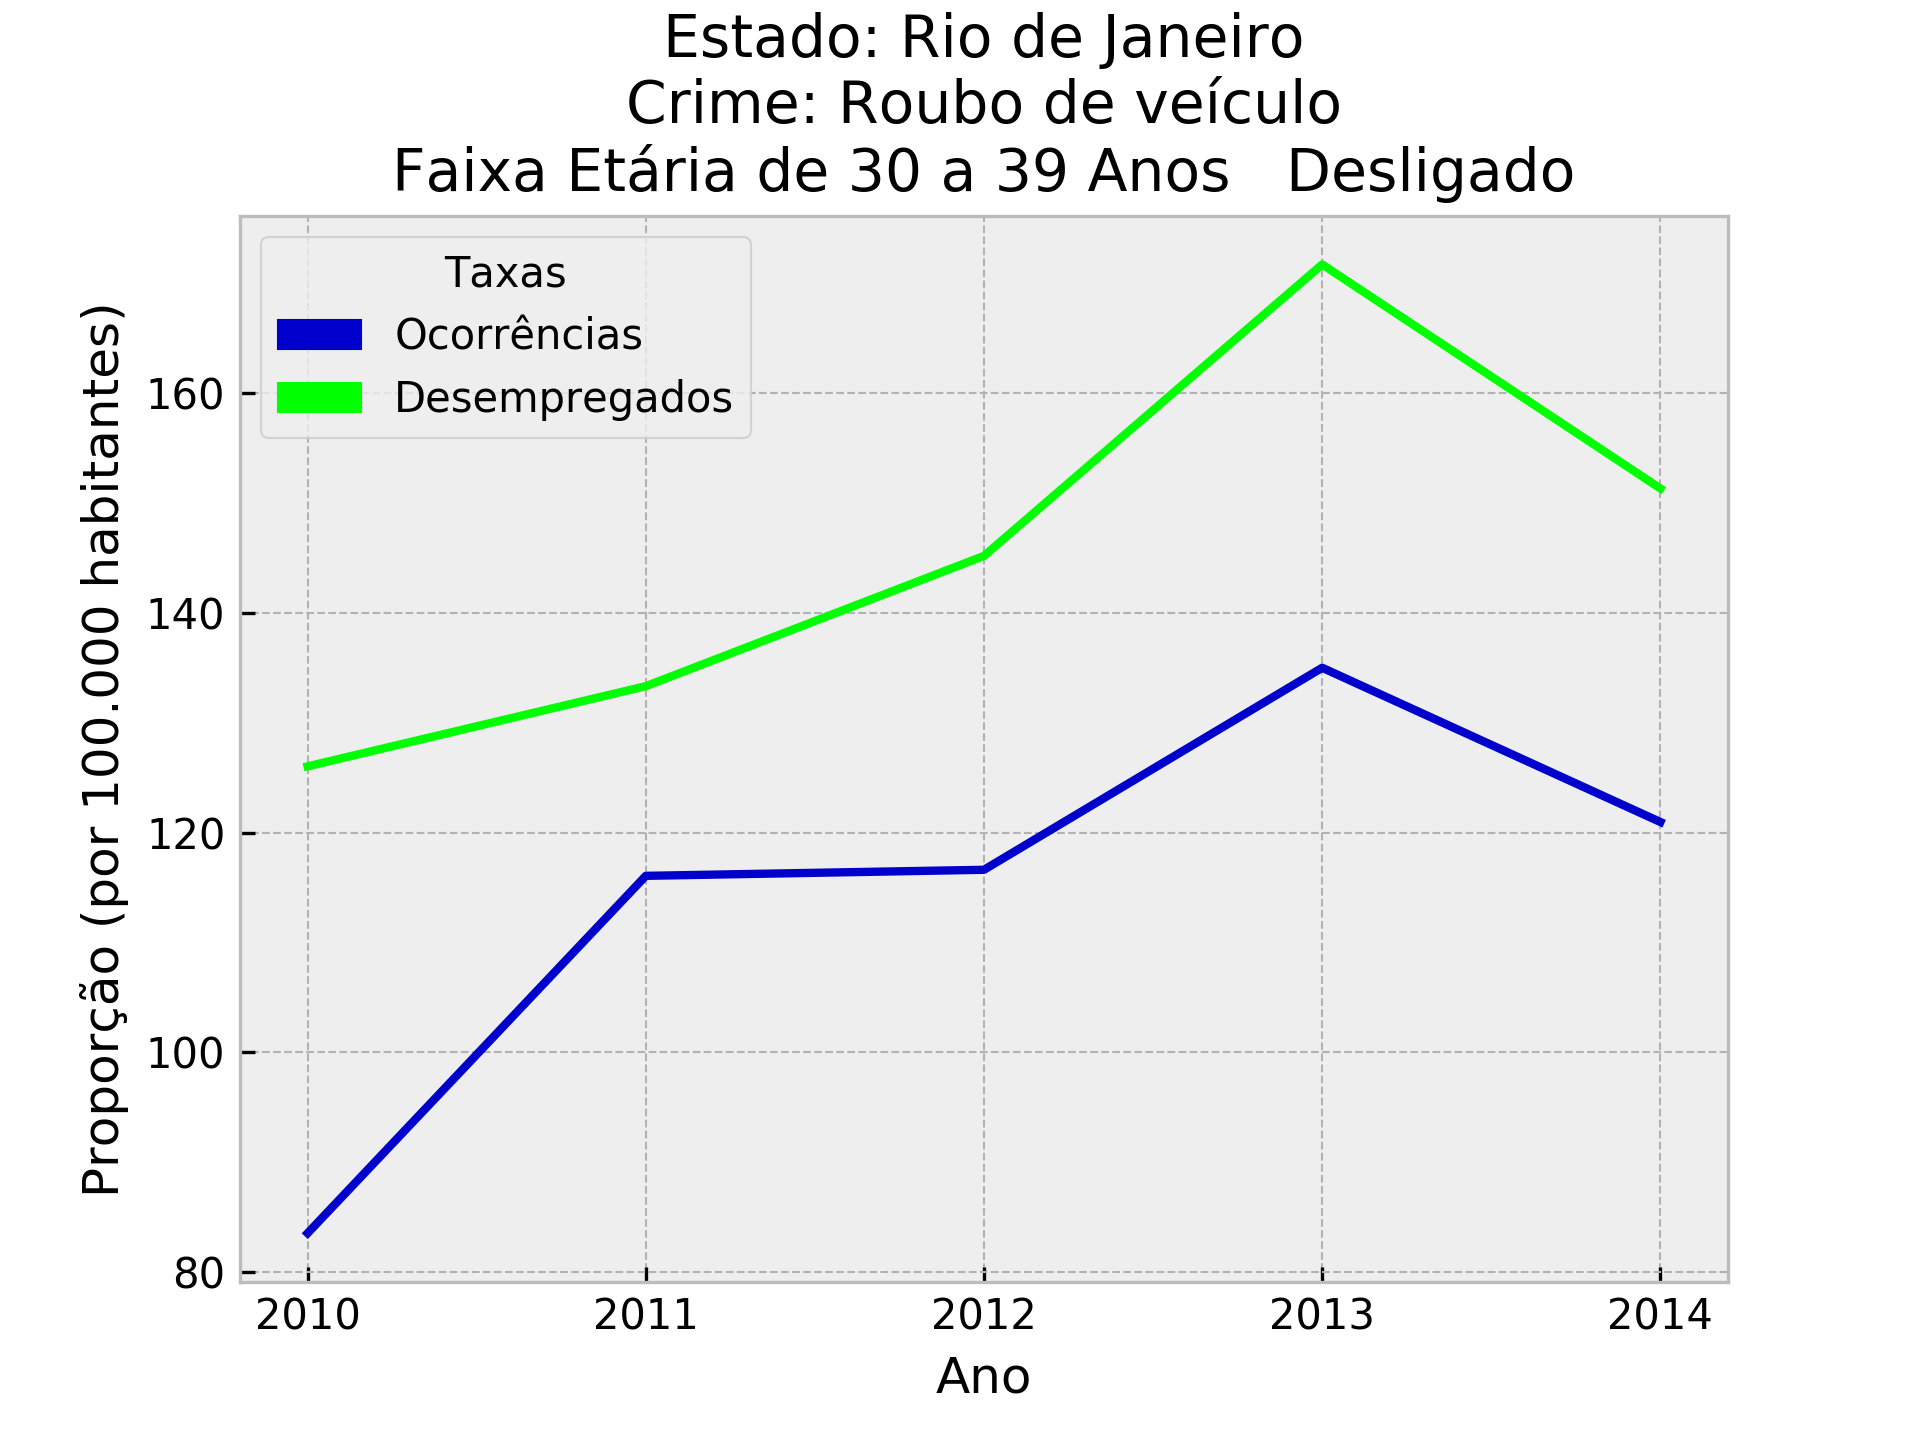 Estado: Rio de Janeiro
Crime: Roubo de veículo
Faixa Etária de 30 a 39 Anos   Desligado
Taxas
Ocorrências
Desempregados
Proporção (por 100.000 habitantes)
160
140
120
100
80
2010
2011
2012
2013
2014
Ano